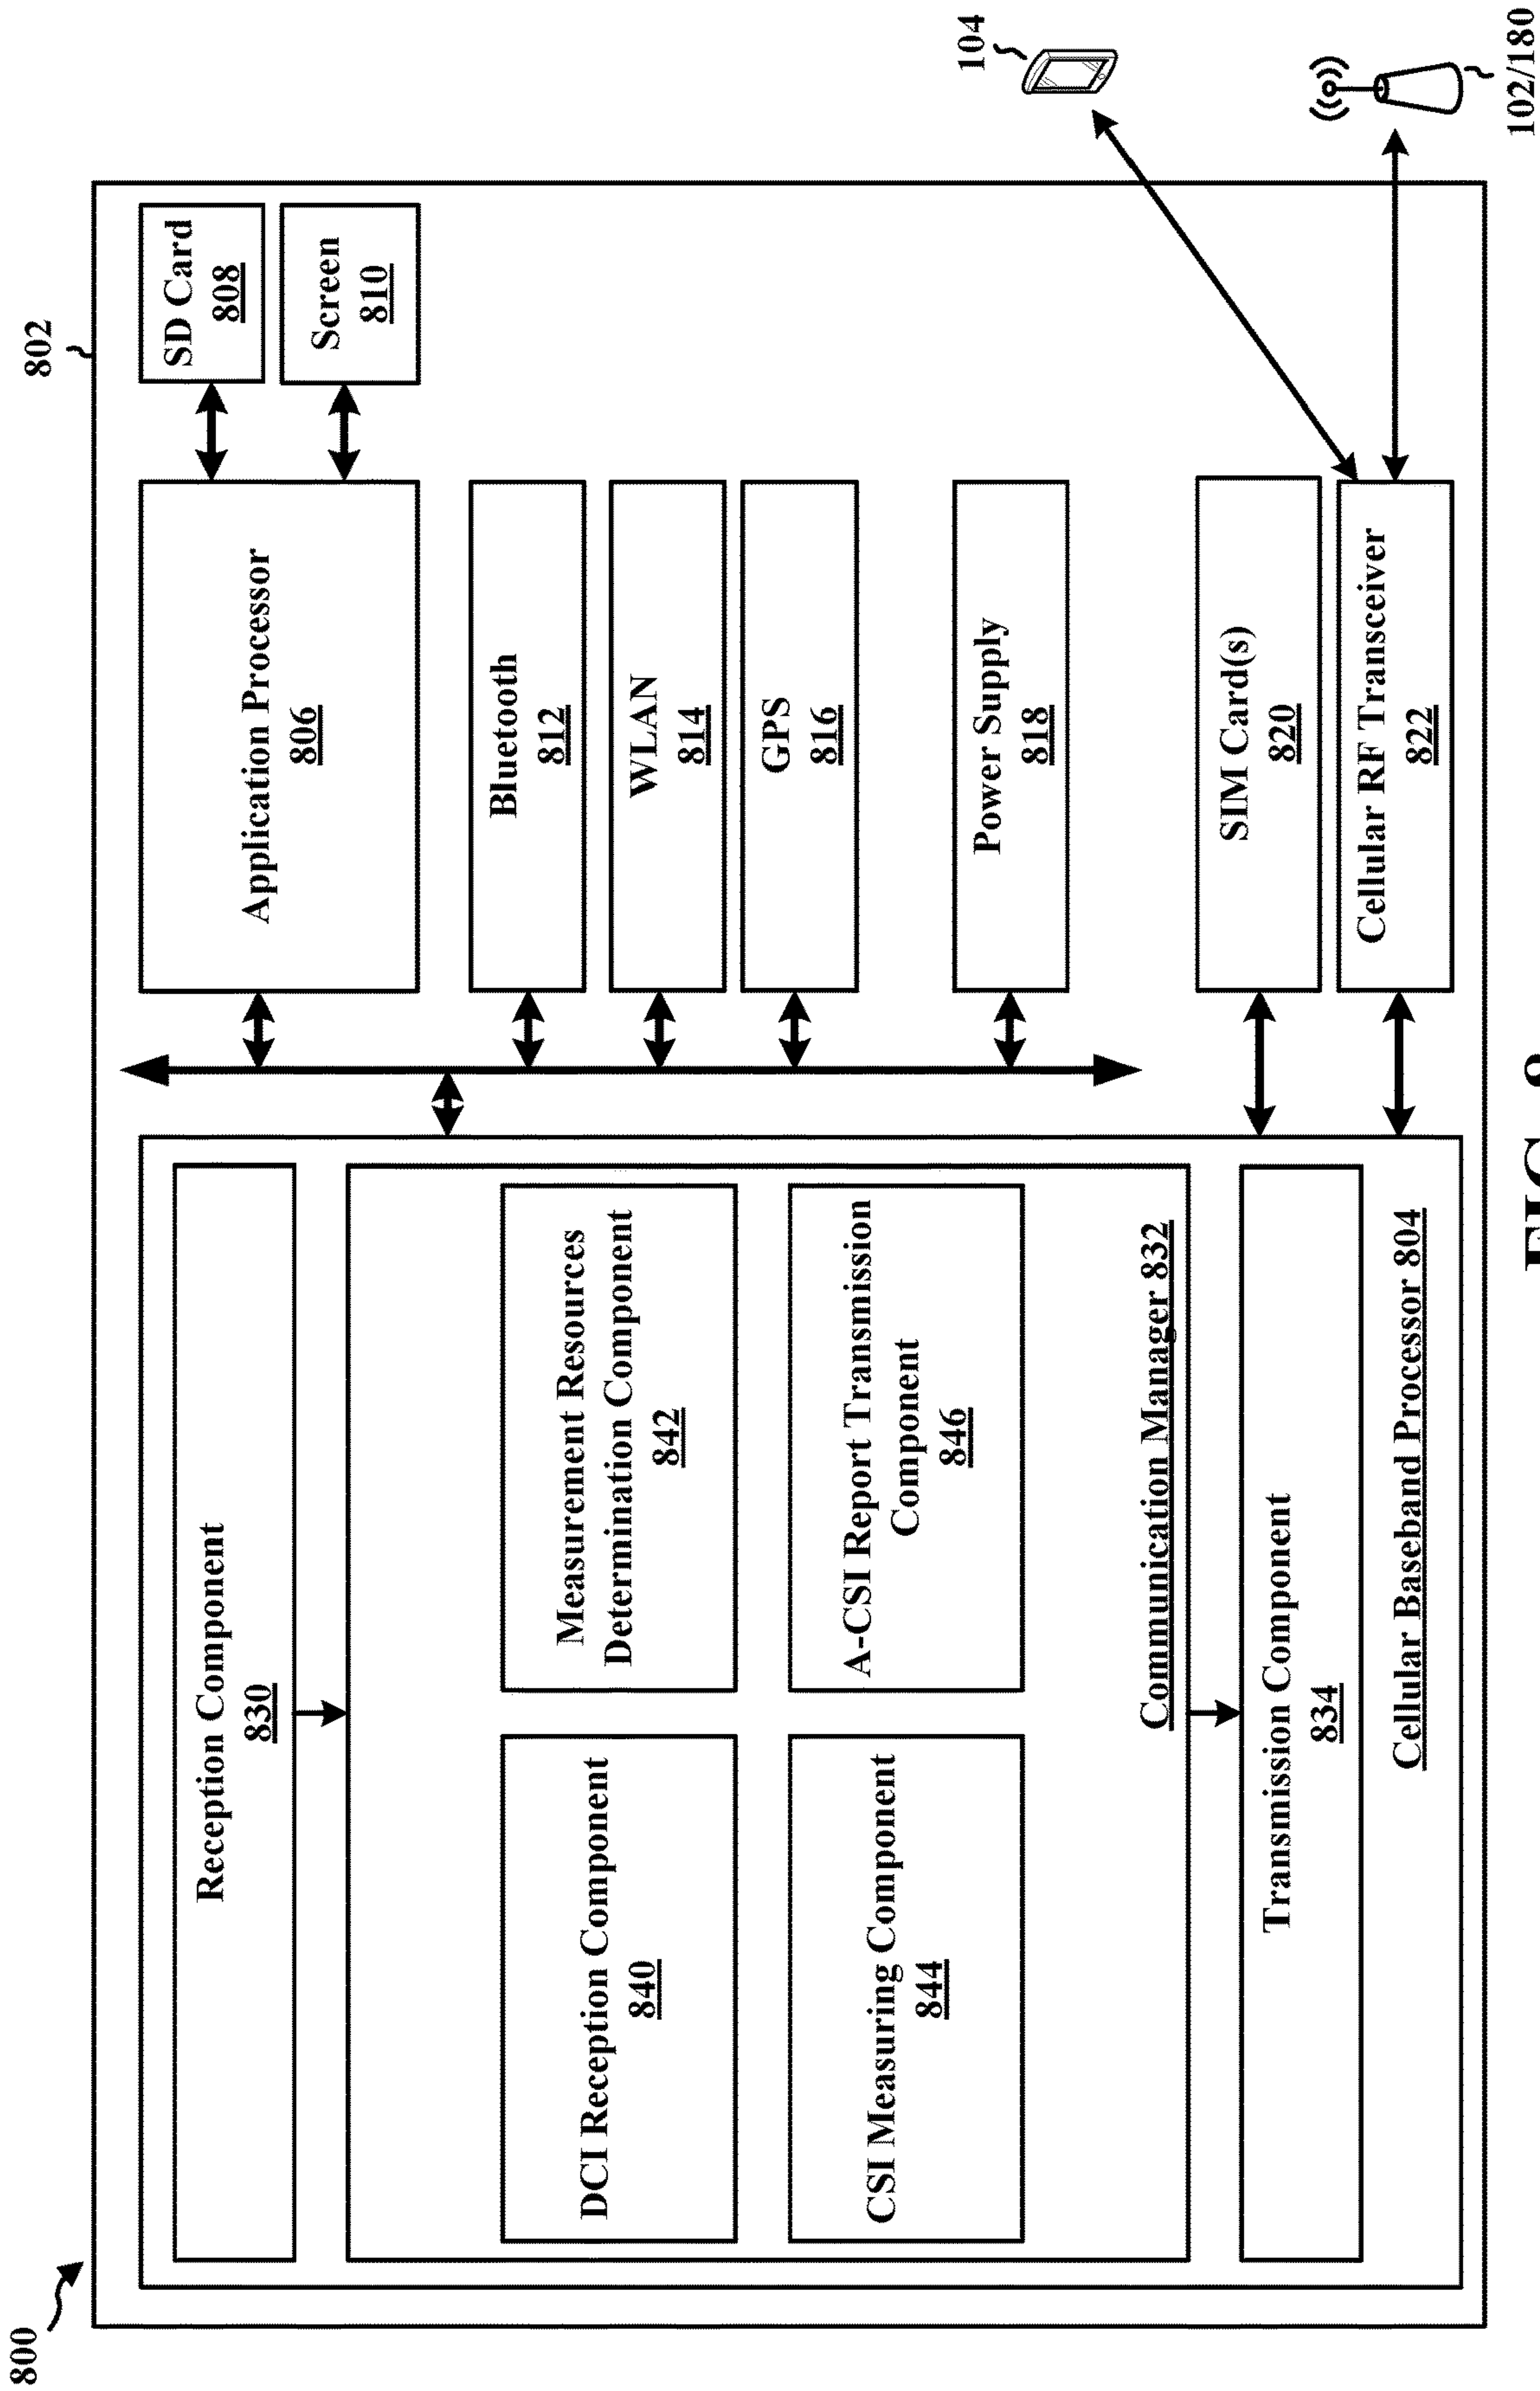 800
802
Reception Component
830
DCI Reception Component
840
Measurement Resources
Determination Component
842
CSI Measuring Component
844
A-CSI Report Transmission
Component
846
Communication Manager 832
Transmission Component
834
Cellular Baseband Processor 804
Application Processor
806
SD Card
808
Screen
810
Bluetooth
812
WLAN
814
GPS
816
Power Supply
818
SIM Card(s)
820
Cellular RF Transceiver
822
104
102/180